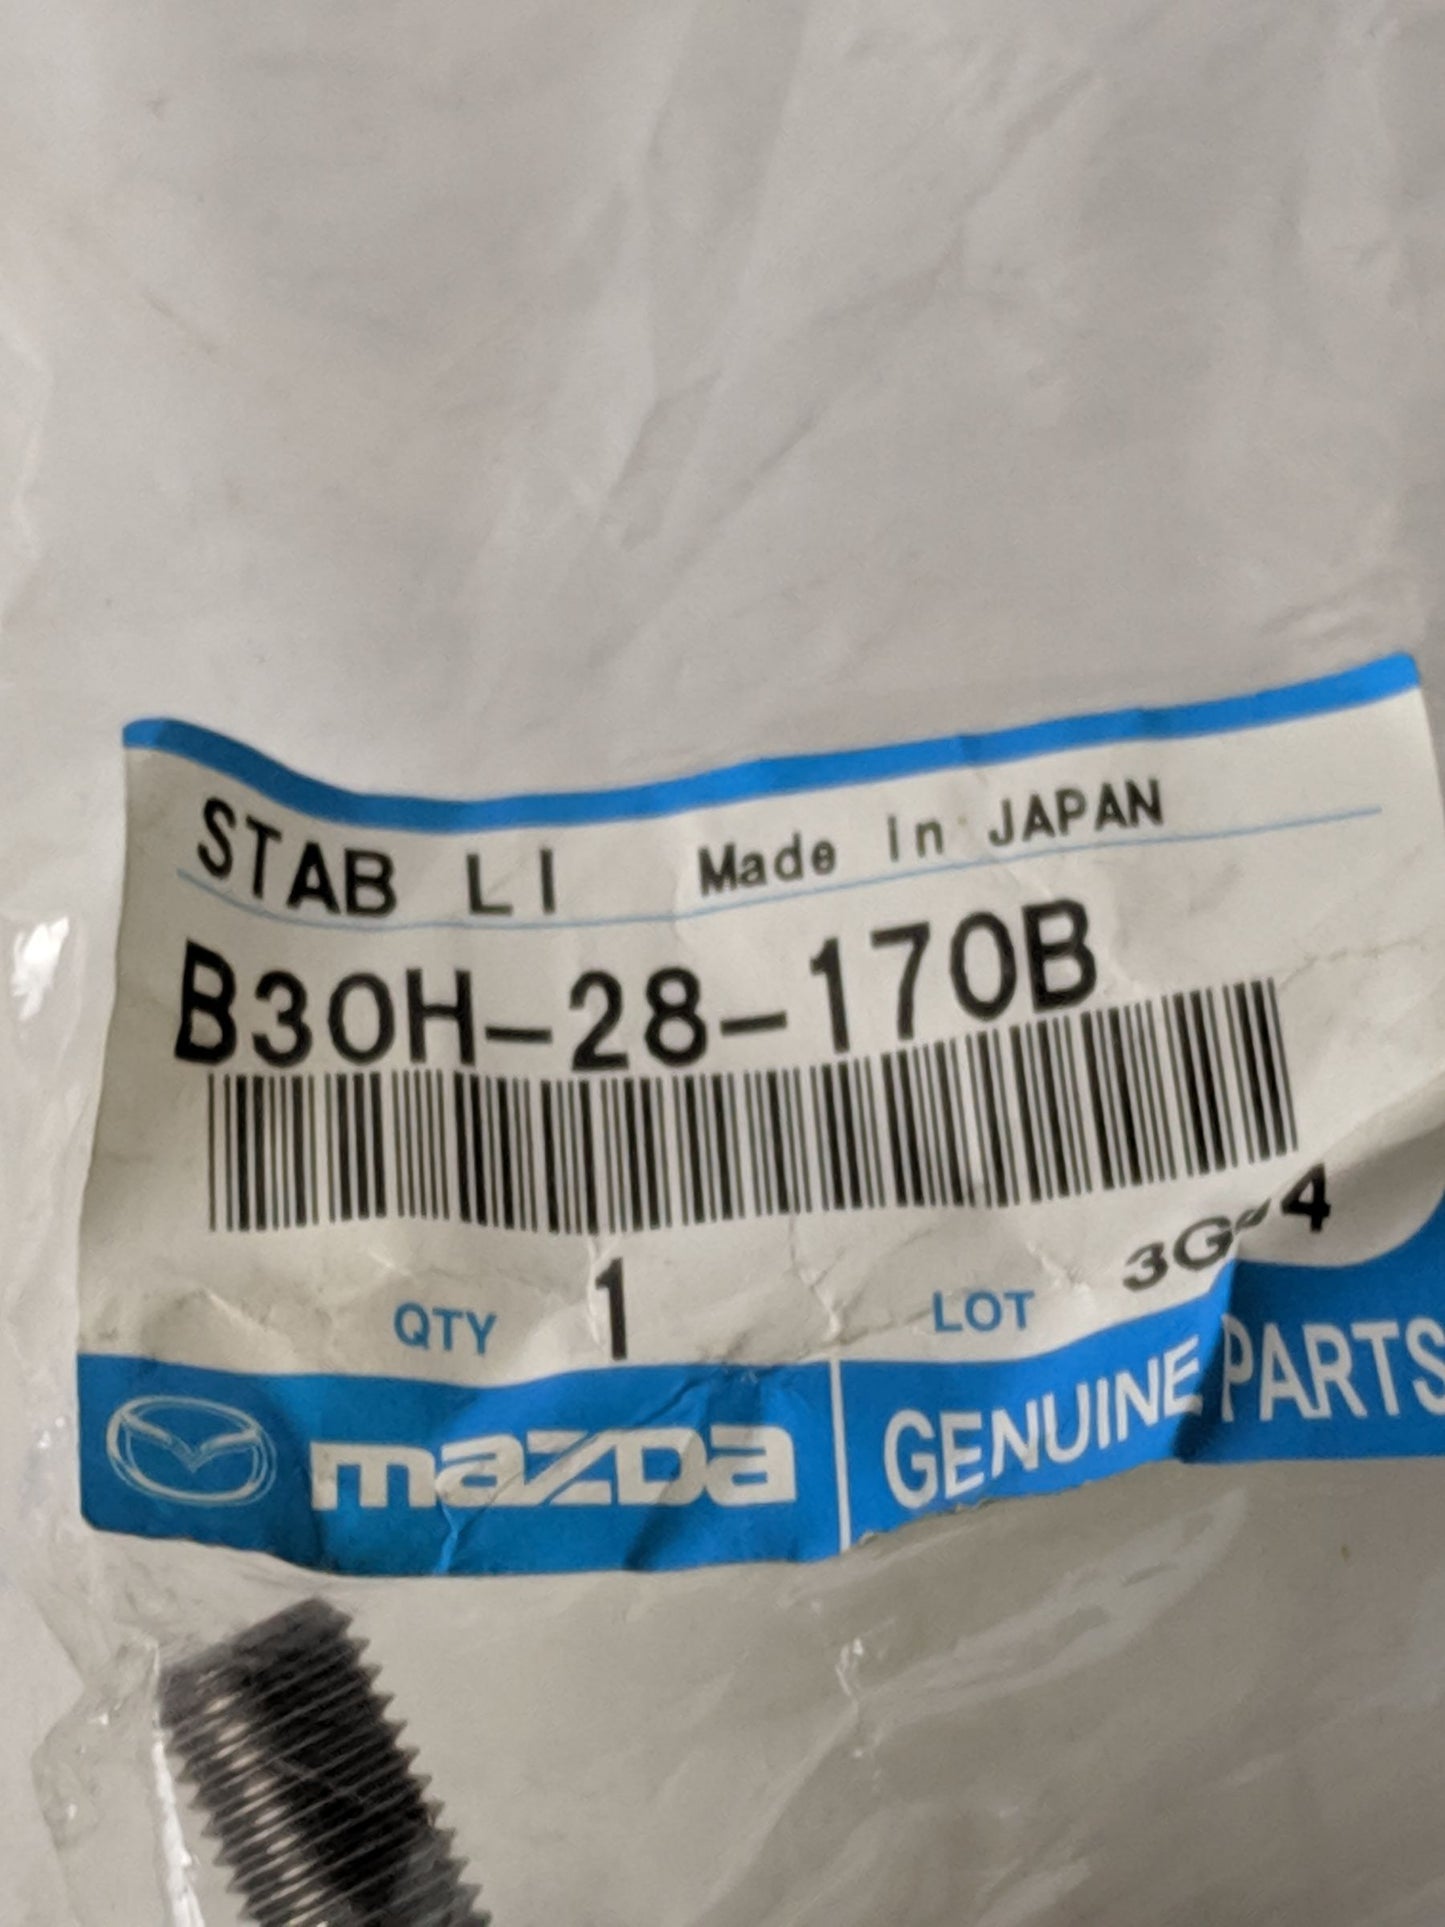 STAB LI Made in JAPAN
B30H-28-170B
QTY 1 LOT
mazDa GENUINE PARTS